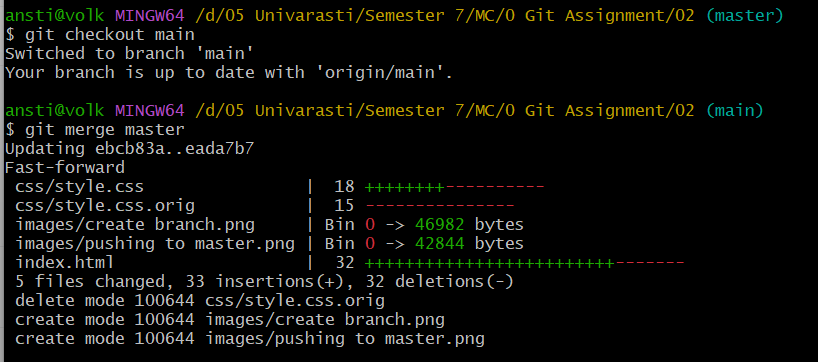 ansti@volk MINGW64 /d/05 Univarasti/Semester 7/MC/0 Git Assignment/02 (master)
$ git checkout main
Switched to branch 'main'
Your branch is up to date with 'origin/main'.
ansti@volk MINGW64 /d/05 Univarasti/Semester 7/MC/0 Git Assignment/02 (main)
$ git merge master
Updating ebcb83a..eada7b7
Fast-forward
 css/style.css                | 18 ++++++++----------
 css/style.css.orig           | 15 ---------------
 images/create branch.png     | Bin 0 -> 46982 bytes
 images/pushing to master.png | Bin 0 -> 42844 bytes
 index.html                   | 32 +++++++++++++++++++++++++-------
 5 files changed, 33 insertions(+), 32 deletions(-)
 delete mode 100644 css/style.css.orig
 create mode 100644 images/create branch.png
 create mode 100644 images/pushing to master.png